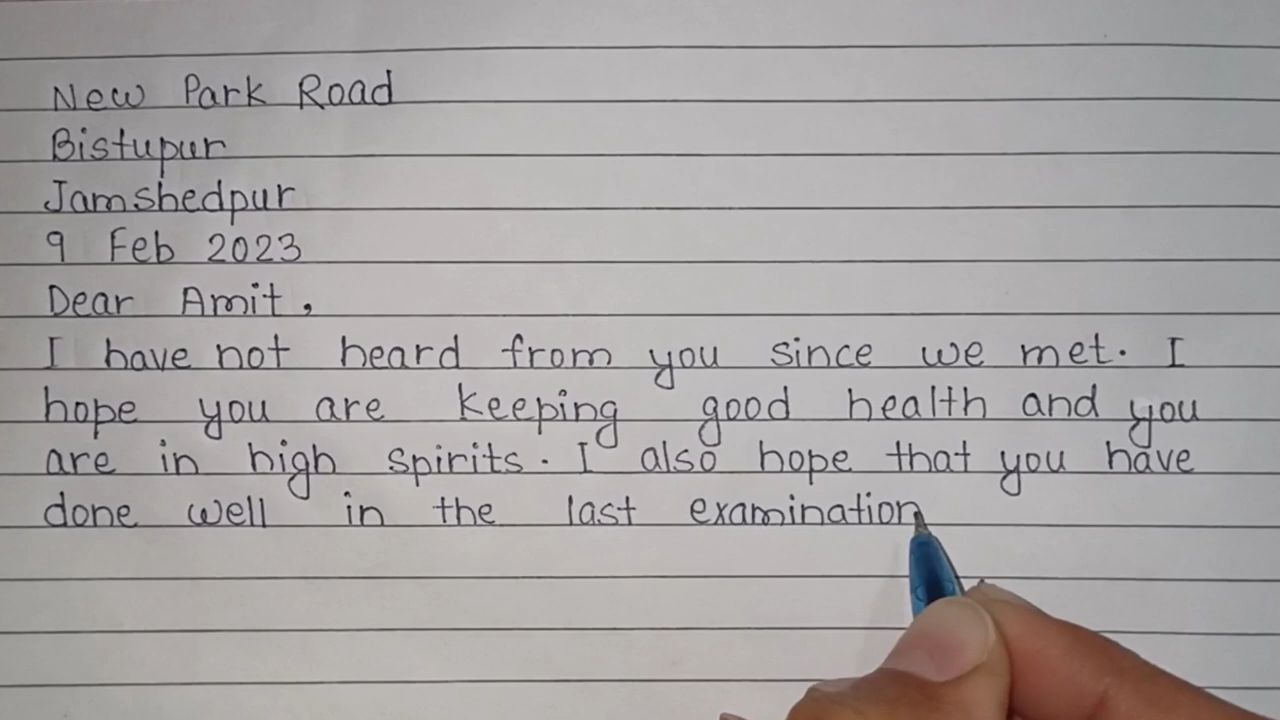 New Park Road
Bistupur
Jamshedpur
9 Feb 2023
Dear Amit,
I have not heard from you since we met. I
hope you are keeping good health and you
are in high spirits. I also hope that you have
done well in the last examination